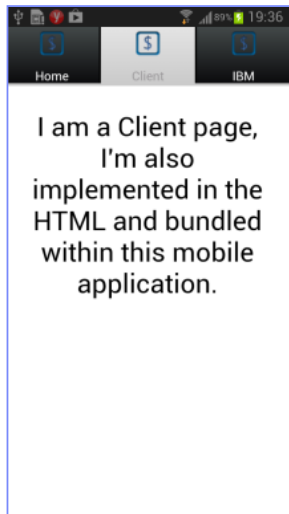 89% 19:36
$ $ $
Home Client IBM
I am a Client page,
I'm also
implemented in the
HTML and bundled
within this mobile
application.